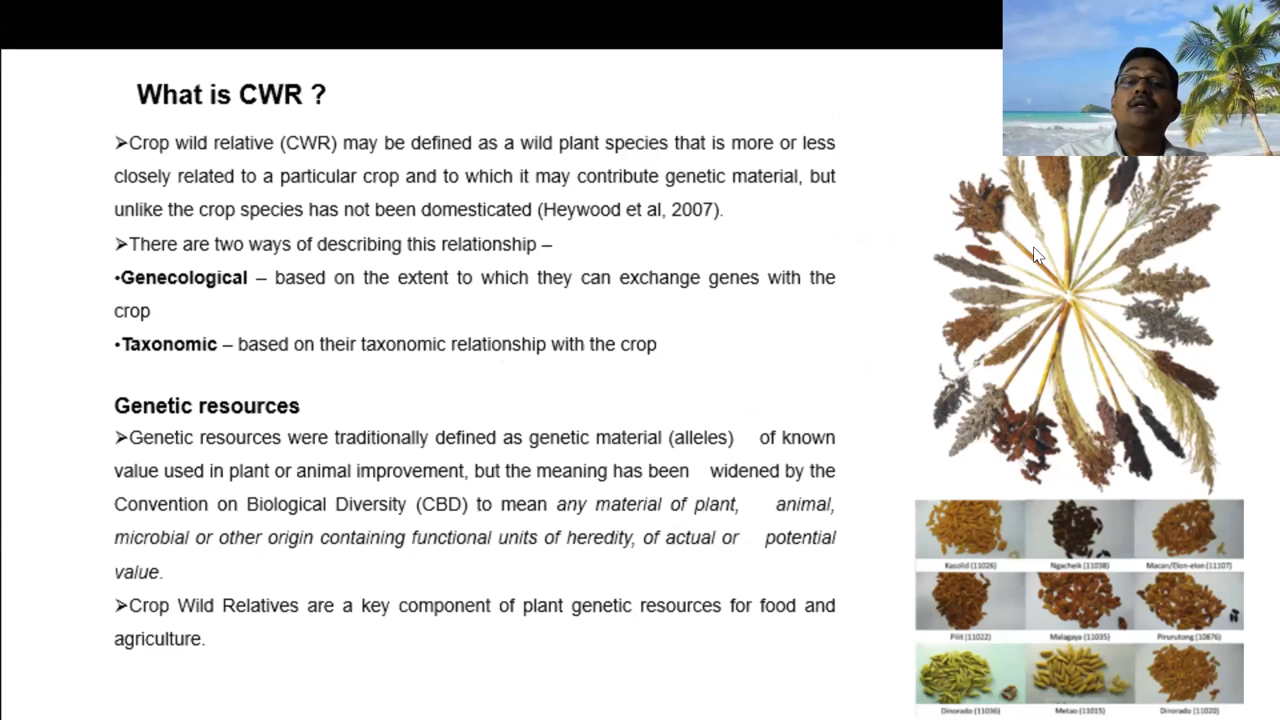 What is CWR ?
➢Crop wild relative (CWR) may be defined as a wild plant species that is more or less
closely related to a particular crop and to which it may contribute genetic material, but
unlike the crop species has not been domesticated (Heywood et al, 2007).
➢There are two ways of describing this relationship –
•Genecological – based on the extent to which they can exchange genes with the
crop
•Taxonomic – based on their taxonomic relationship with the crop
Genetic resources
➢Genetic resources were traditionally defined as genetic material (alleles) of known
value used in plant or animal improvement, but the meaning has been widened by the
Convention on Biological Diversity (CBD) to mean any material of plant, animal,
microbial or other origin containing functional units of heredity, of actual or potential
value.
➢Crop Wild Relatives are a key component of plant genetic resources for food and
agriculture.
Kasolid (11026) Ngacheik (11038) Macan/Elon-elon (11107)
Pilit (11022) Malagaya (11035) Pirurutong (10876)
Dinorado (11036) Metao (11015) Dinorado (11020)